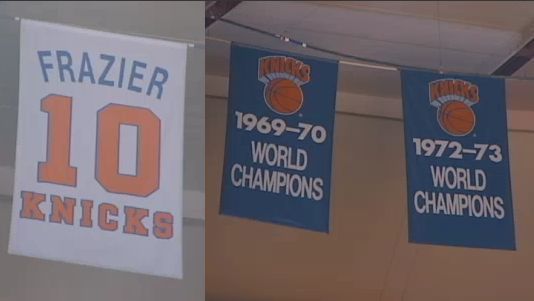 FRAZIER
10
KNICKS
KNICKS
1969–70
WORLD
CHAMPIONS
KNICKS
1972–73
WORLD
CHAMPIONS